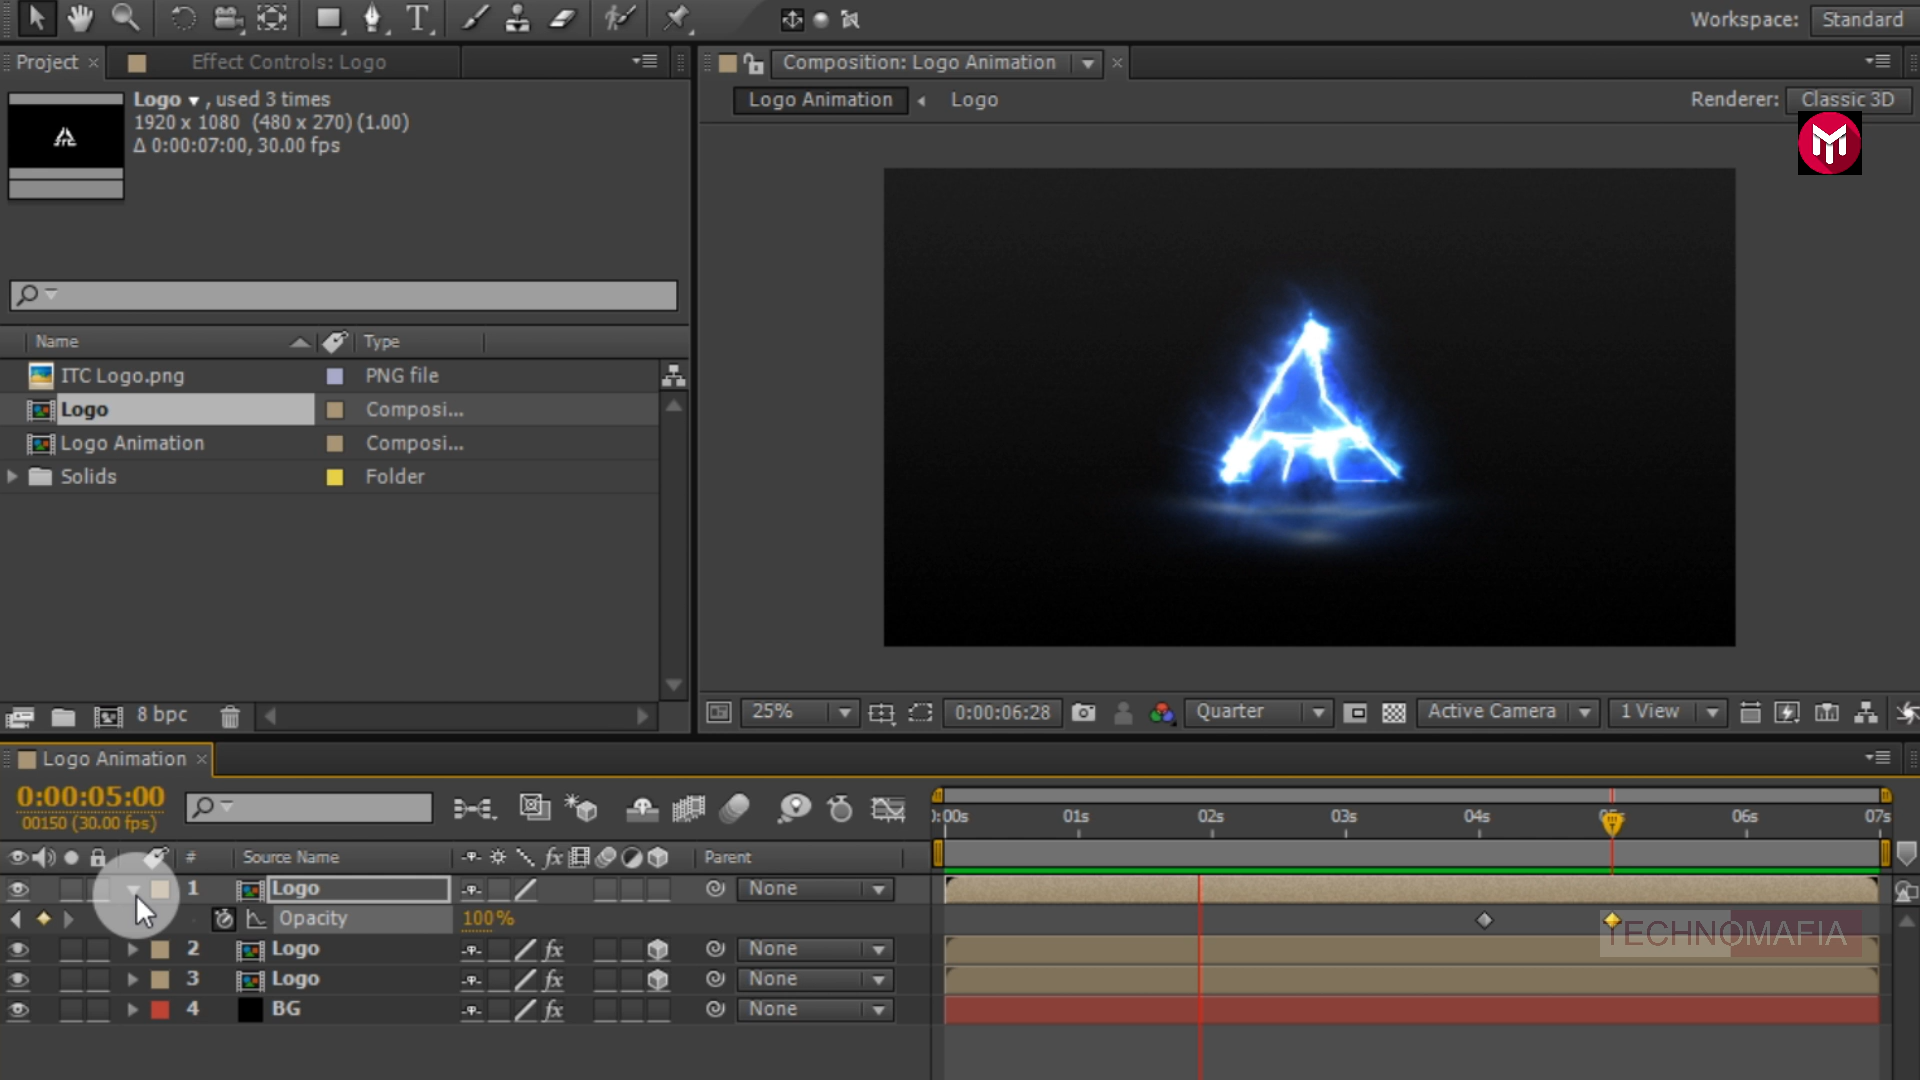 Workspace: Standard
Project × Effect Controls: Logo
Composition: Logo Animation ×
Logo , used 3 times
1920 x 1080 (480 x 270) (1.00)
Δ 0:00:07:00, 30.00 fps
Logo Animation Logo
Renderer: Classic 3D
Name Type
ITC Logo.png PNG file
Logo Composi...
Logo Animation Composi...
Solids Folder
8 bpc
25% 0:00:06:28 Quarter Active Camera 1 View
Logo Animation ×
0:00:05:00
00150 (30.00 fps)
:00s 01s 02s 03s 04s 06s 07s
# Source Name fx Parent
1 Logo None
Opacity 100%
2 Logo fx None
3 Logo fx None
4 BG fx None
TECHNOMAFIA